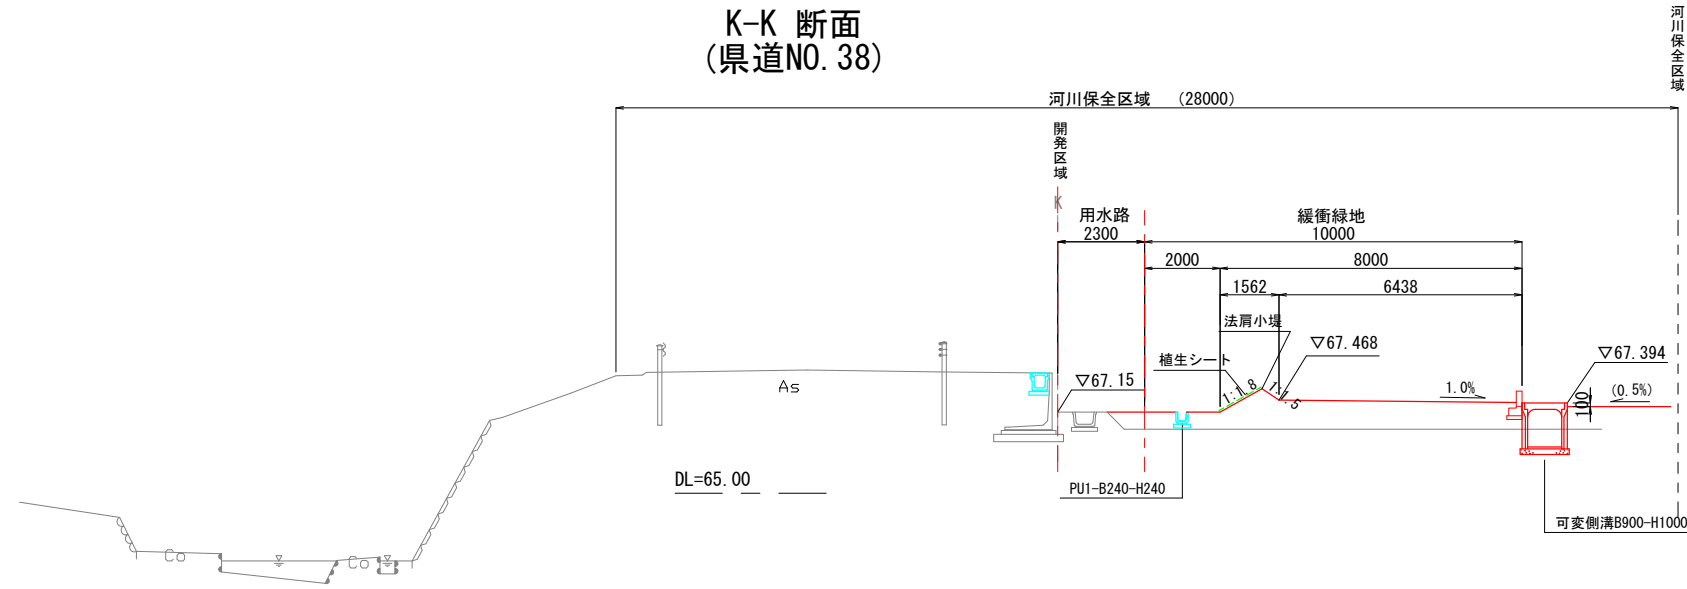 K-K 断面
(県道NO.38)
河川保全区域
河川保全区域 (28000)
開発区域
K
用水路
2300
緩衝緑地
10000
2000
8000
1562
6438
法肩小堤
▽67.468
植生シート
▽67.394
▽67.15
As
1:1.8
1:1.5
1.0%
(0.5%)
100
DL=65.00
PU1-B240-H240
可変側溝B900-H1000
Co
Co